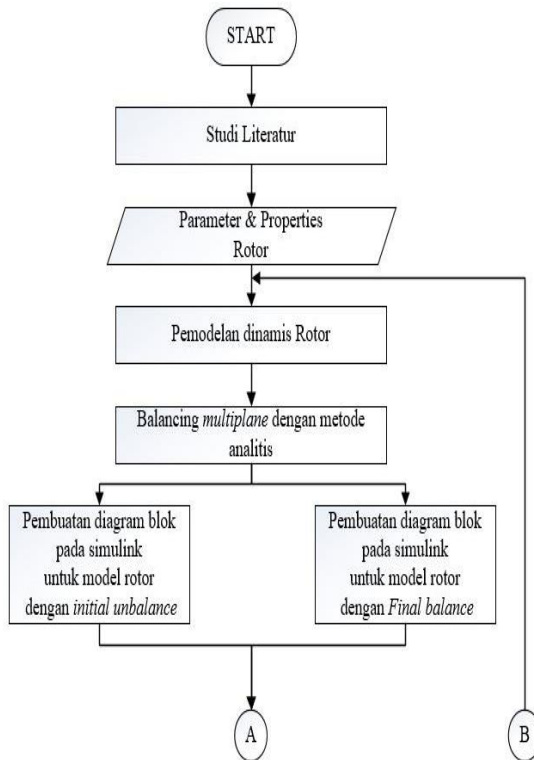 START
Studi Literatur
Parameter & Properties
Rotor
Pemodelan dinamis Rotor
Balancing multiplane dengan metode
analitis
Pembuatan diagram blok
pada simulink
untuk model rotor
dengan initial unbalance
Pembuatan diagram blok
pada simulink
untuk model rotor
dengan Final balance
A
B